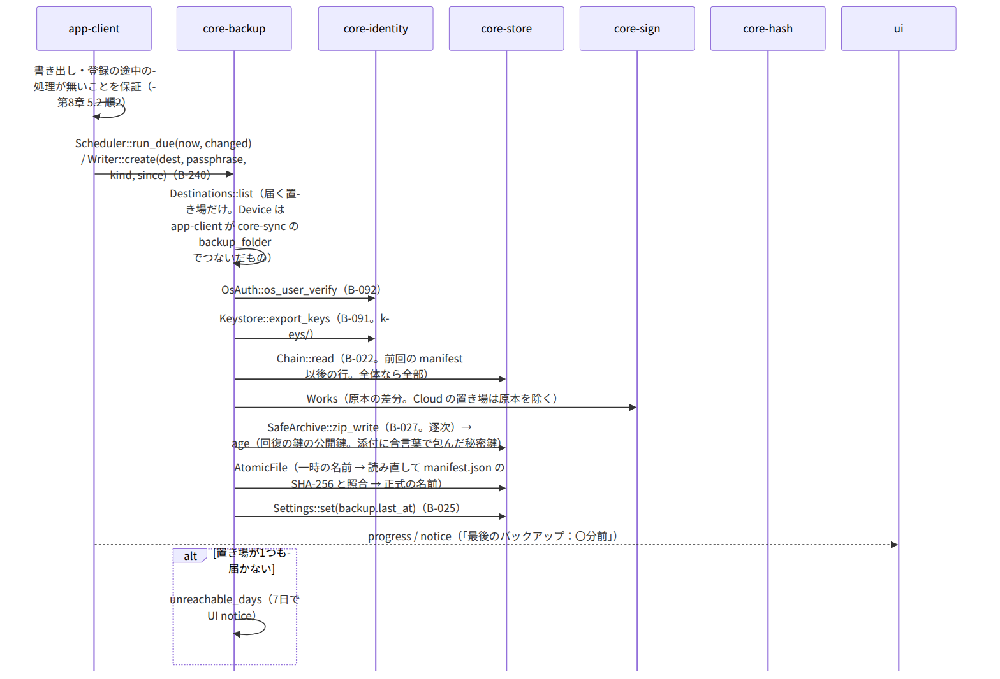 app-client
core-backup
core-identity
core-store
core-sign
core-hash
ui
書き出し・登録の途中の-
処理が無いことを保証（-
第8章 5.2 順2）
Scheduler::run_due(now, changed)
/ Writer::create(dest, passphrase,
kind, since)（B-240）
Destinations::list（届く置-
き場だけ。Device は
app-client が core-sync の
backup_folder
でつないだもの）
OsAuth::os_user_verify（B-092）
Keystore::export_keys（B-091。k-
eys/）
Chain::read（B-022。前回の manifest
以後の行。全体なら全部）
Works（原本の差分。Cloud の置き場は原本を除く）
SafeArchive::zip_write（B-027。逐次）→
age（回復の鍵の公開鍵。添付に合言葉で包んだ秘密鍵）
AtomicFile（一時の名前 → 読み直して manifest.json の
SHA-256 と照合 → 正式の名前）
Settings::set(backup.last_at)（B-025）
progress / notice（「最後のバックアップ：〇分前」）
alt
[置き場が1つも-
届かない]
unreachable_days（7日で
UI notice）